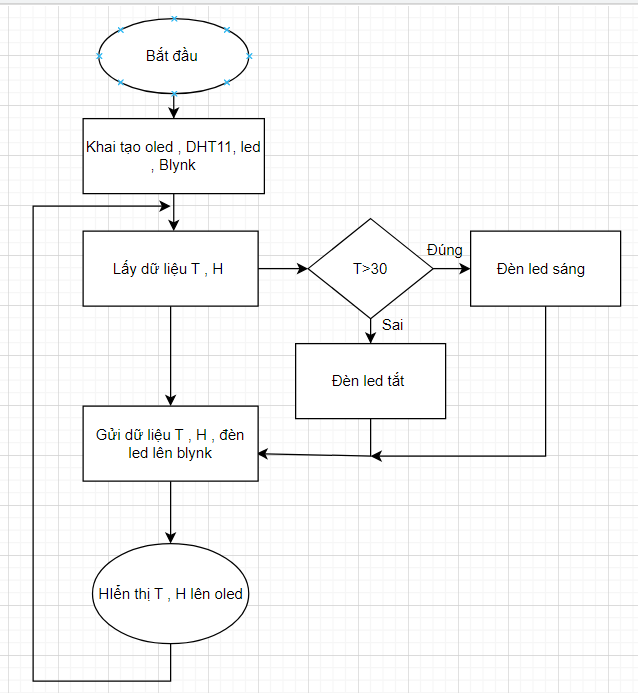 Bắt đầu
Khai tạo oled , DHT11, led
, Blynk
Lấy dữ liệu T , H
T>30
Đúng
Đèn led sáng
Sai
Đèn led tắt
Gửi dữ liệu T , H , đèn
led lên blynk
HIển thị T , H lên oled